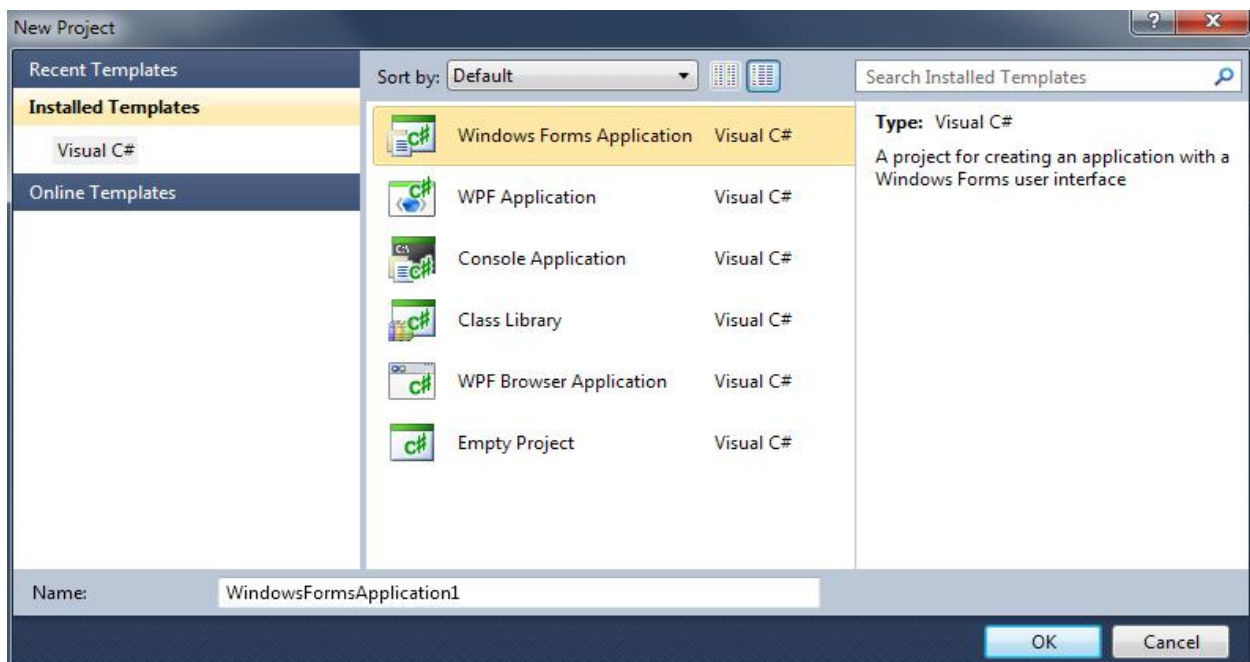 New Project
Recent Templates
Installed Templates
Visual C#
Online Templates
Sort by: Default
Windows Forms Application Visual C#
WPF Application Visual C#
Console Application Visual C#
Class Library Visual C#
WPF Browser Application Visual C#
Empty Project Visual C#
Search Installed Templates
Type: Visual C#
A project for creating an application with a
Windows Forms user interface
Name: WindowsFormsApplication1
OK Cancel